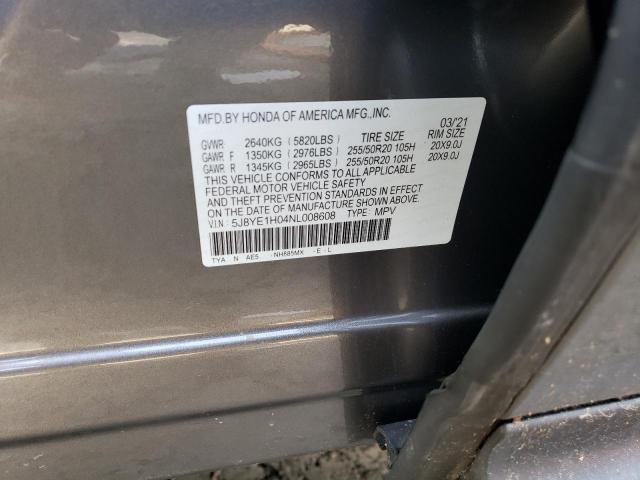 MFD.BY HONDA OF AMERICA MFG.,INC. 03/21
GVWR 2640KG (5820LBS) TIRE SIZE RIM SIZE
GAWR F 1350KG (2976LBS) 255/50R20 105H 20X9.0J
GAWR R 1345KG (2965LBS) 255/50R20 105H 20X9.0J
THIS VEHICLE CONFORMS TO ALL APPLICABLE
FEDERAL MOTOR VEHICLE SAFETY
AND THEFT PREVENTION STANDARDS IN EFFECT
ON THE DATE OF MANUFACTURE SHOWN ABOVE.
V.I.N: 5J8YE1H04NL008608 TYPE: MPV
TYA N AE5 -NH885MX -E-L